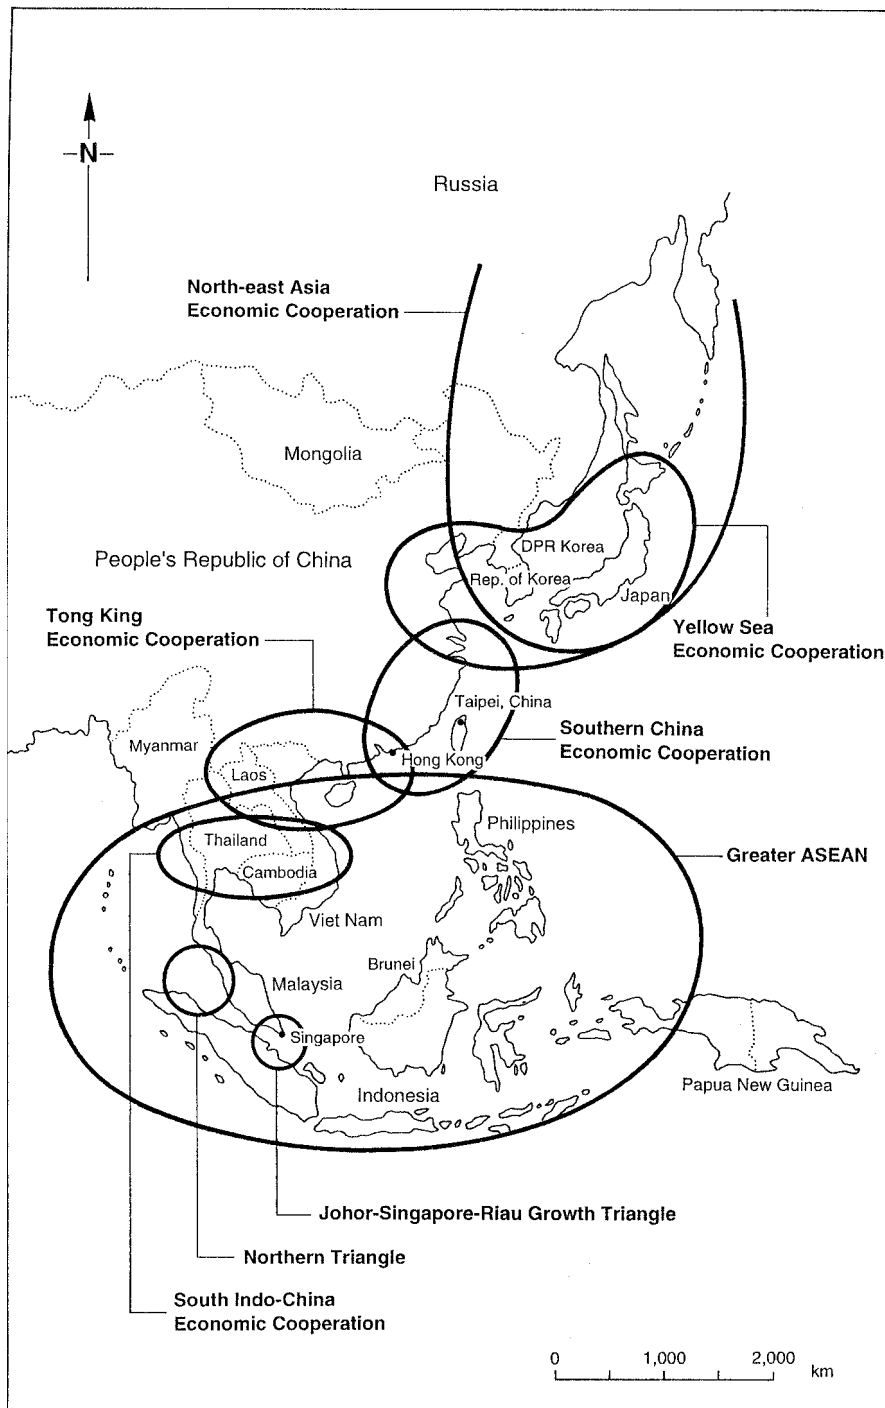 N
Russia
North-east Asia
Economic Cooperation
Mongolia
People's Republic of China
DPR Korea
Rep. of Korea
Japan
Yellow Sea
Economic Cooperation
Tong King
Economic Cooperation
Taipei, China
Southern China
Economic Cooperation
Myanmar
Laos
Hong Kong
Philippines
Thailand
Cambodia
Greater ASEAN
Viet Nam
Brunei
Malaysia
Singapore
Indonesia
Papua New Guinea
Johor-Singapore-Riau Growth Triangle
Northern Triangle
South Indo-China
Economic Cooperation
0 1,000 2,000
km